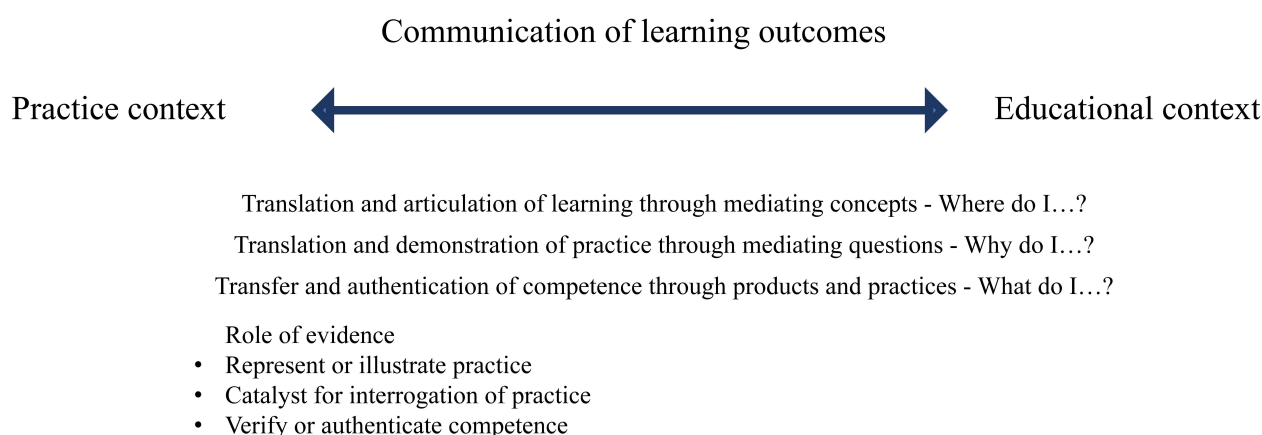 Communication of learning outcomes
Practice context
Educational context
Translation and articulation of learning through mediating concepts - Where do I…?
Translation and demonstration of practice through mediating questions - Why do I…?
Transfer and authentication of competence through products and practices - What do I…?
Role of evidence
• Represent or illustrate practice
• Catalyst for interrogation of practice
• Verify or authenticate competence